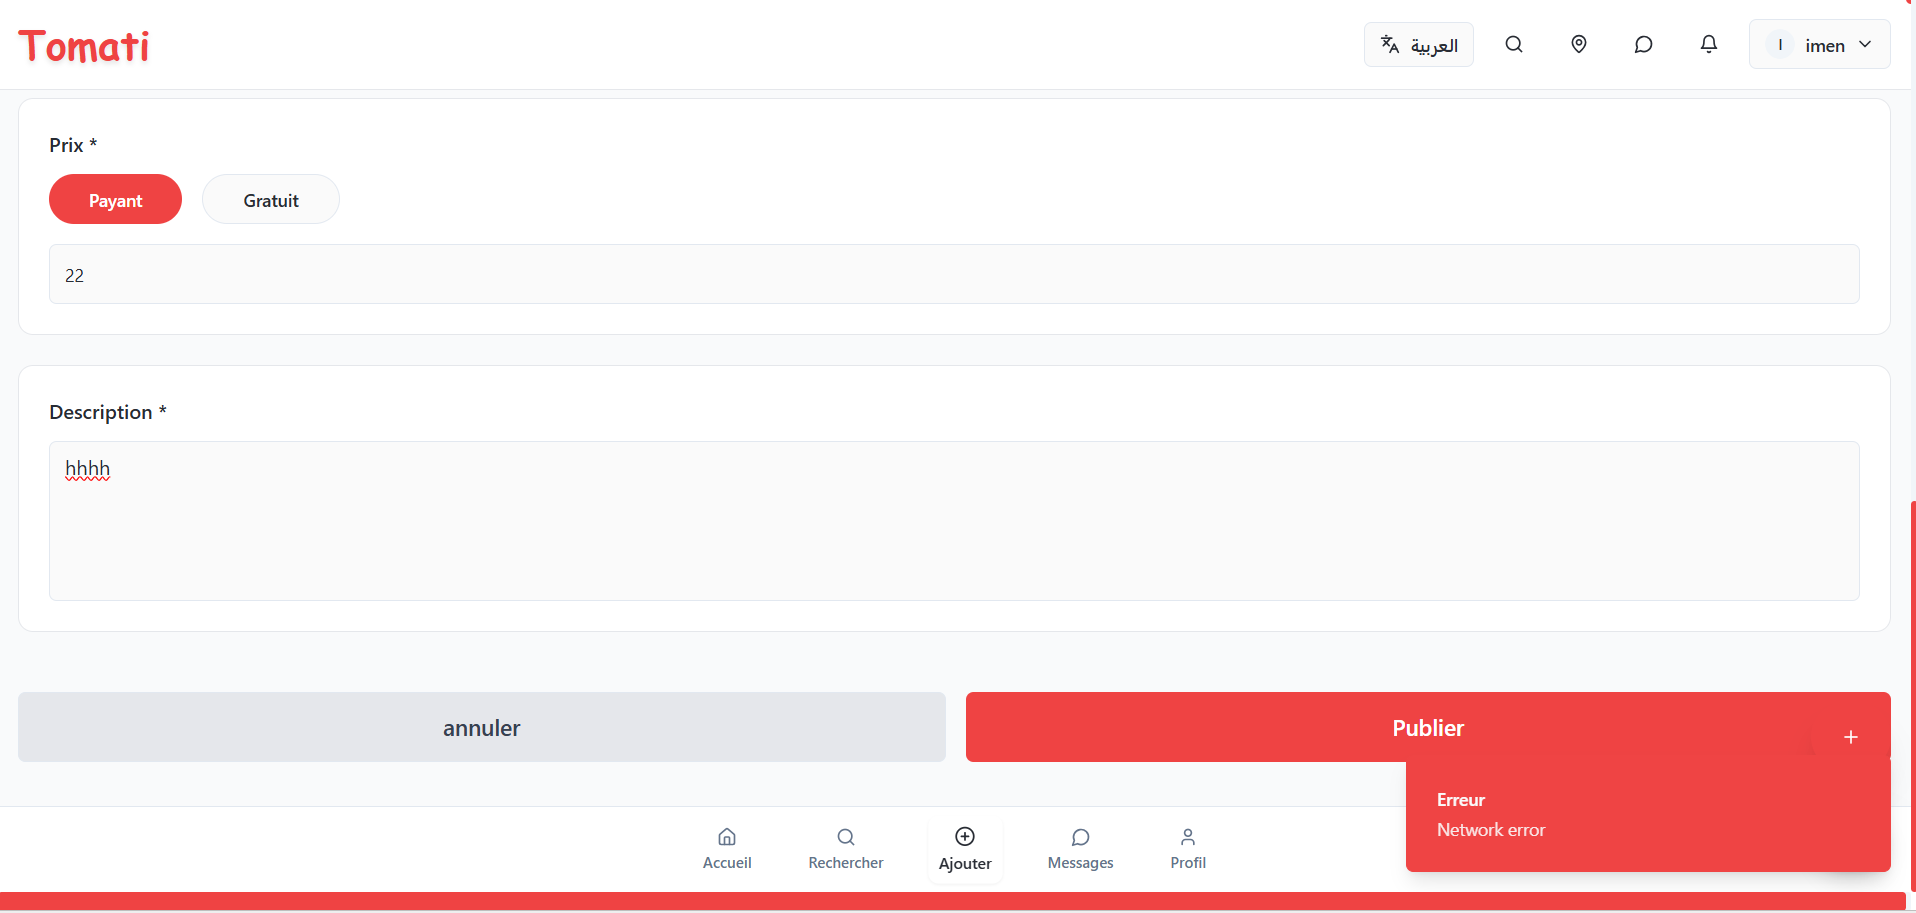 Tomati
العربية
I
imen
Prix *
Payant
Gratuit
22
Description *
hhhh
annuler
Publier
+
Erreur
Network error
Accueil
Rechercher
Ajouter
Messages
Profil